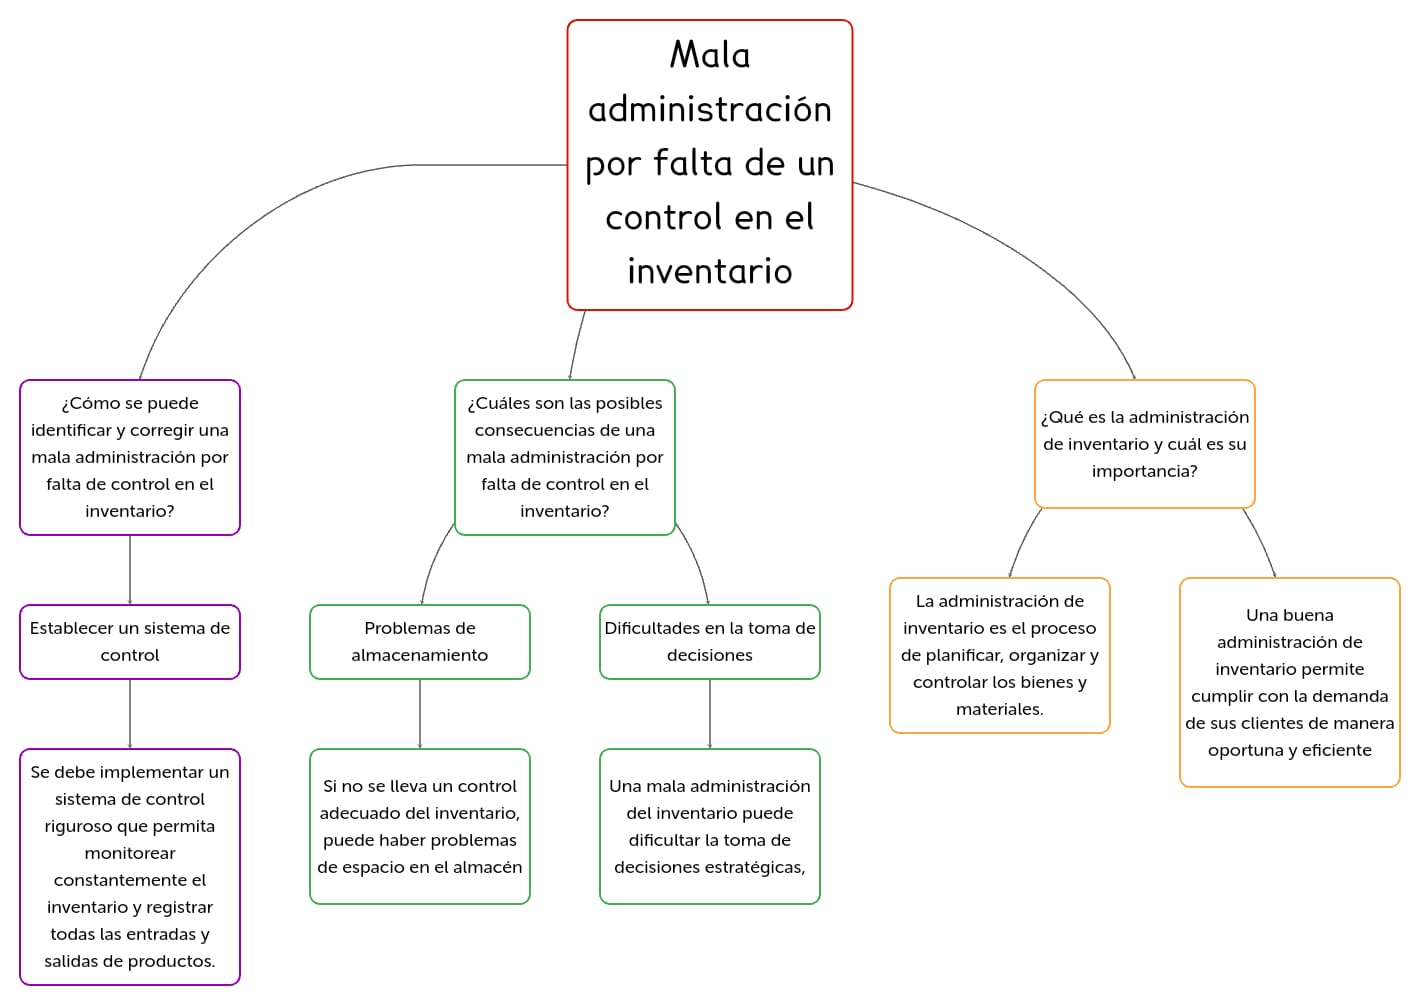 Mala
administración
por falta de un
control en el
inventario
¿Cómo se puede
identificar y corregir una
mala administración por
falta de control en el
inventario?
¿Cuáles son las posibles
consecuencias de una
mala administración por
falta de control en el
inventario?
¿Qué es la administración
de inventario y cuál es su
importancia?
Establecer un sistema de
control
Problemas de
almacenamiento
Dificultades en la toma de
decisiones
La administración de
inventario es el proceso
de planificar, organizar y
controlar los bienes y
materiales.
Una buena
administración de
inventario permite
cumplir con la demanda
de sus clientes de manera
oportuna y eficiente
Se debe implementar un
sistema de control
riguroso que permita
monitorear
constantemente el
inventario y registrar
todas las entradas y
salidas de productos.
Si no se lleva un control
adecuado del inventario,
puede haber problemas
de espacio en el almacén
Una mala administración
del inventario puede
dificultar la toma de
decisiones estratégicas,